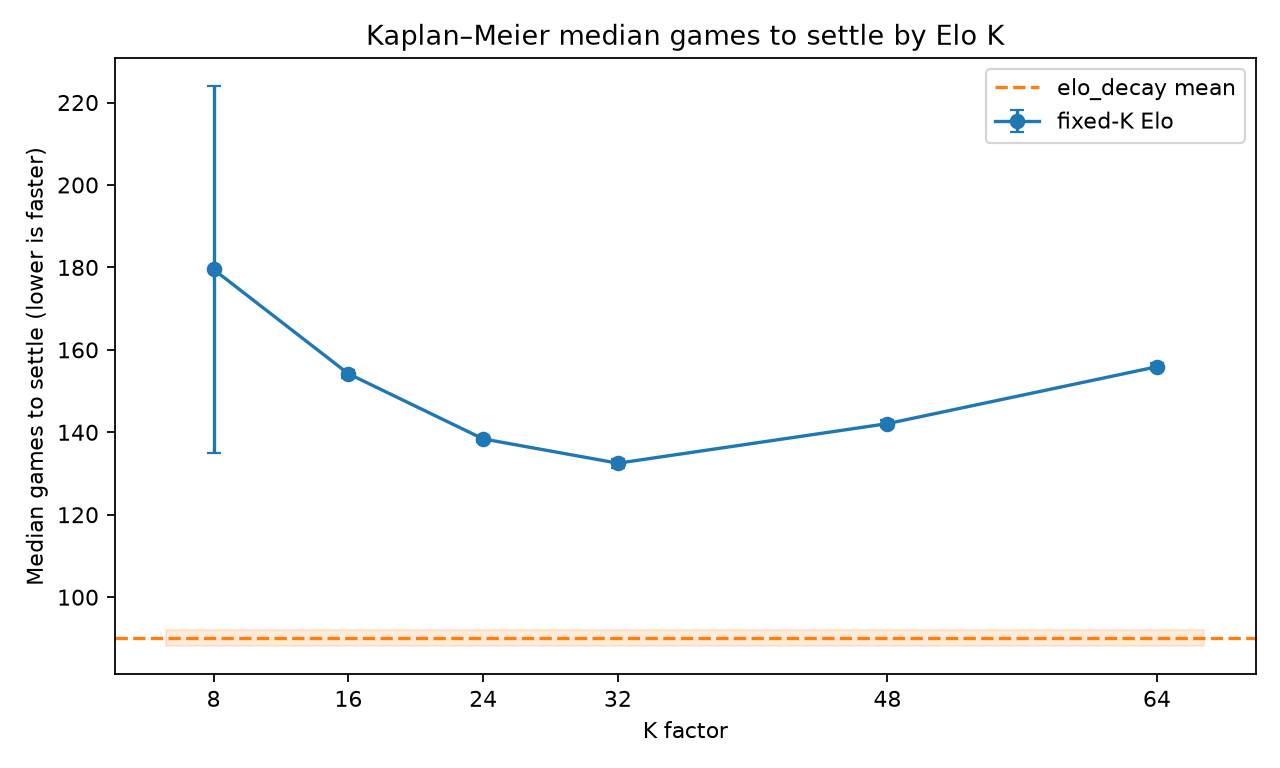 Kaplan–Meier median games to settle by Elo K
elo_decay mean
fixed-K Elo
Median games to settle (lower is faster)
220
200
180
160
140
120
100
8 16 24 32 48 64
K factor